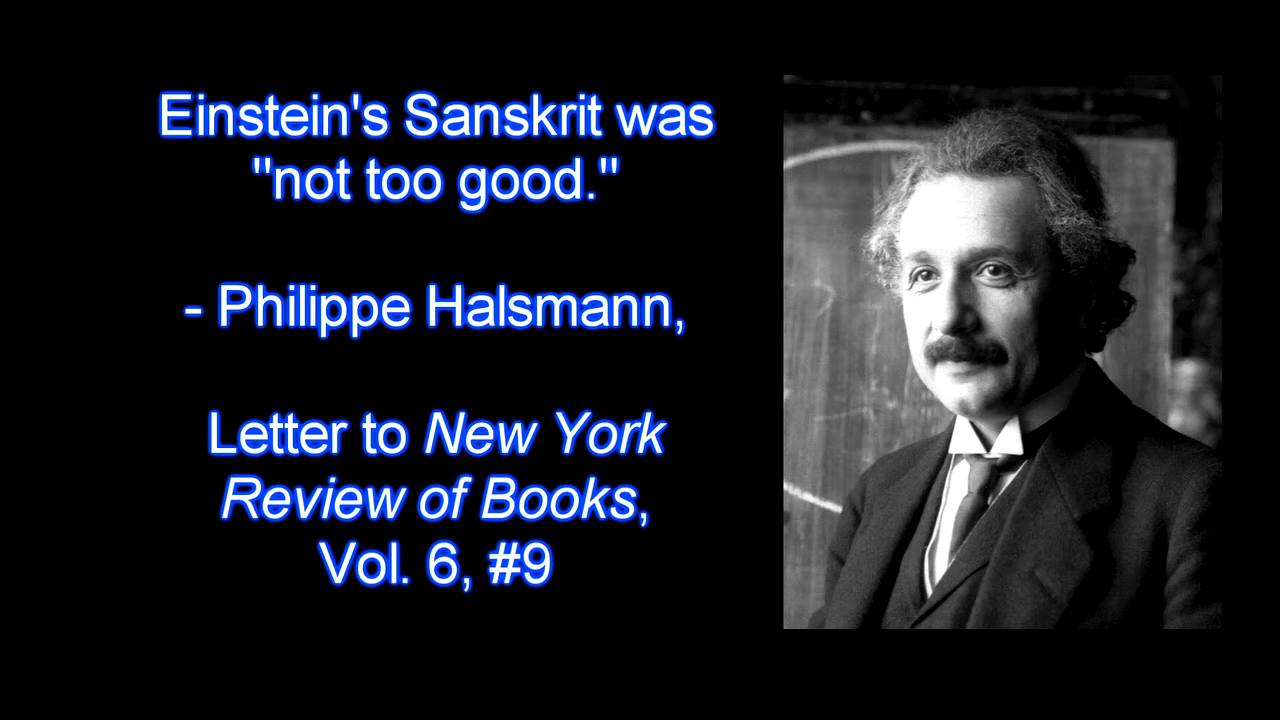 Einstein's Sanskrit was
"not too good."
- Philippe Halsmann,
Letter to New York
Review of Books,
Vol. 6, #9